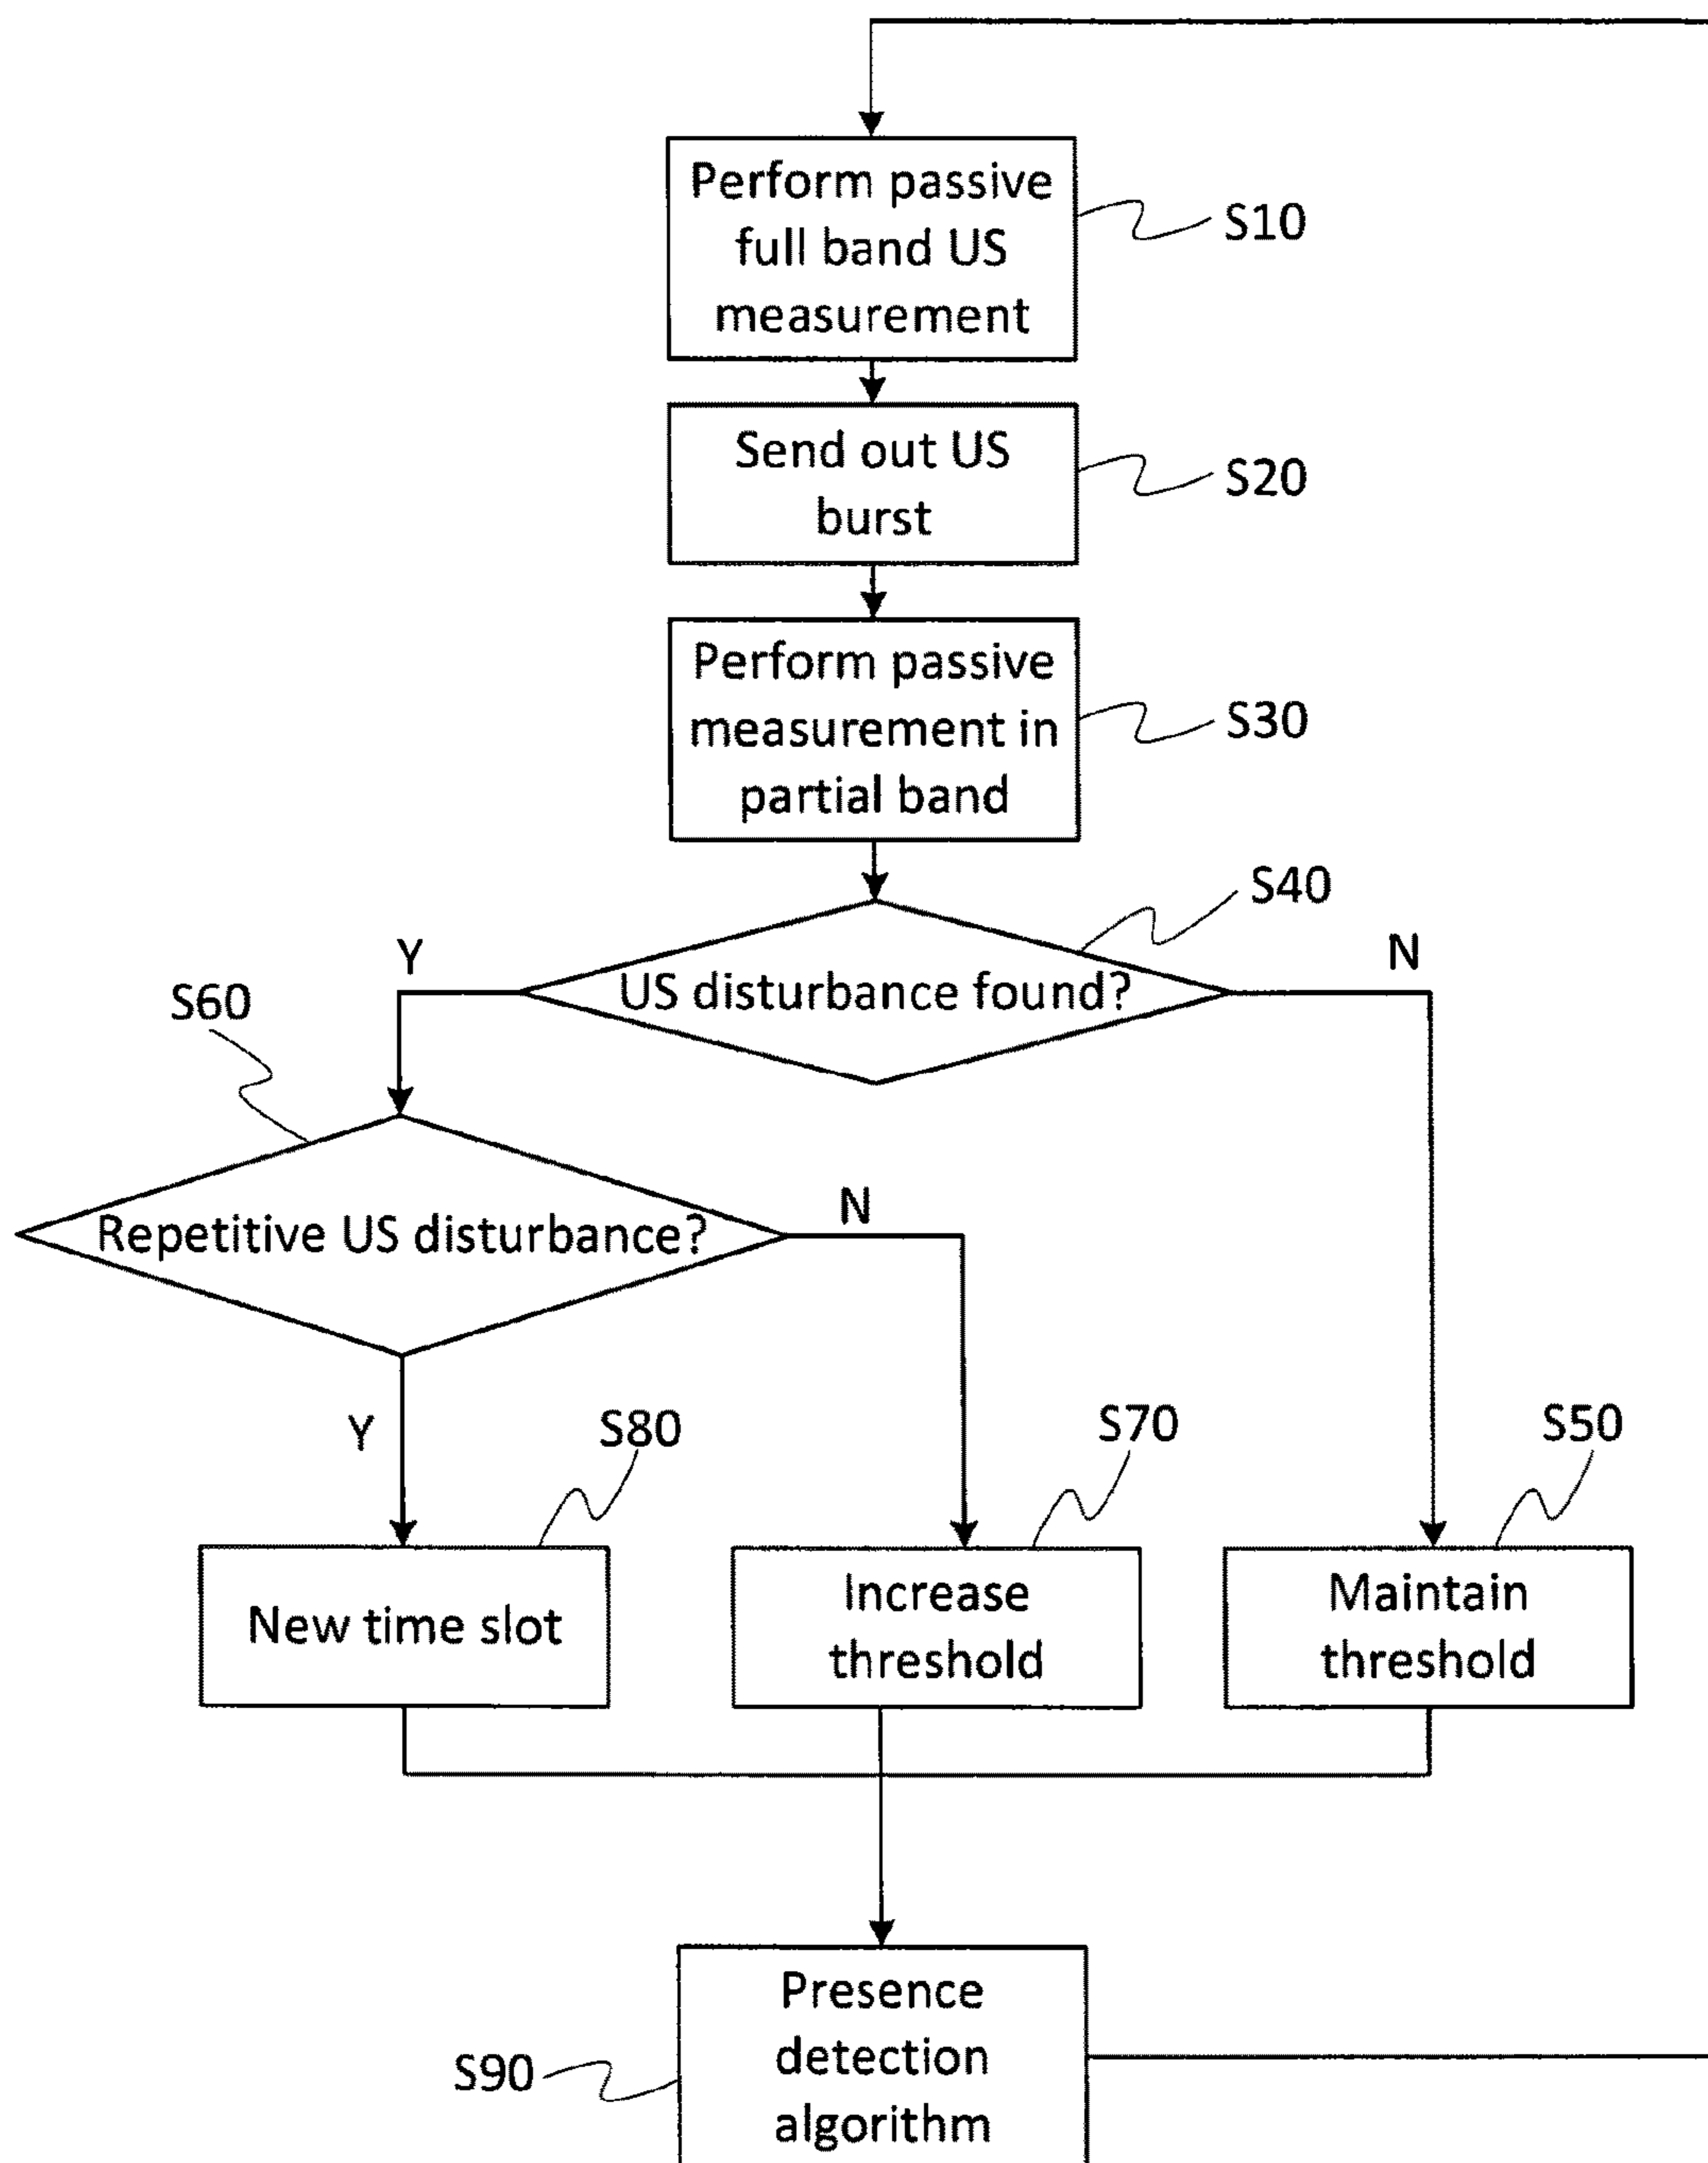 Perform passive
full band US
measurement
S10
Send out US
burst
S20
Perform passive
measurement in
partial band
S30
S40
Y
N
US disturbance found?
S60
Repetitive US disturbance?
N
Y
S80
S70
S50
New time slot
Increase
threshold
Maintain
threshold
Presence
detection
algorithm
S90